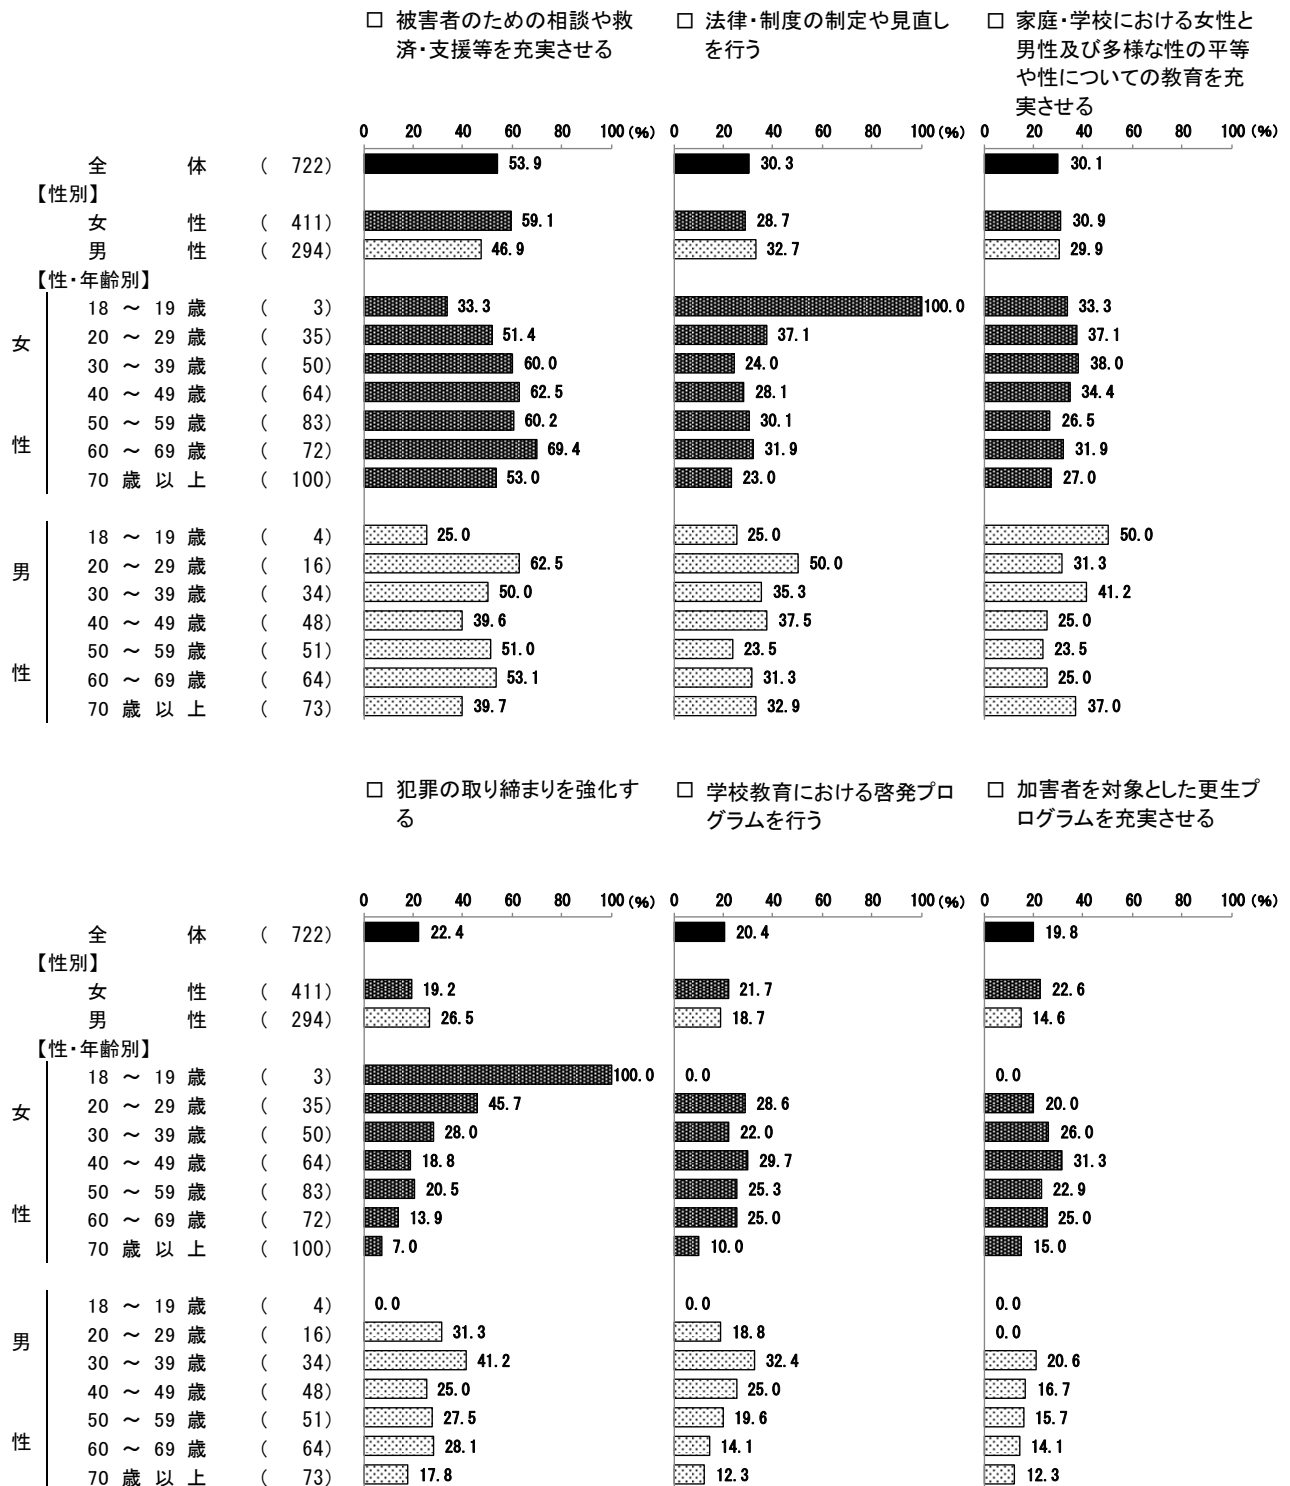 □ 被害者のための相談や救
済・支援等を充実させる
□ 法律・制度の制定や見直し
を行う
□ 家庭・学校における女性と
男性及び多様な性の平等
や性についての教育を充
実させる
0 20 40 60 80 100(%) 0 20 40 60 80 100(%) 0 20 40 60 80 100(%)
全 体 ( 722) 53.9 30.3 30.1
【性別】
女 性 ( 411) 59.1 28.7 30.9
男 性 ( 294) 46.9 32.7 29.9
【性・年齢別】
女性
18 ～ 19 歳 ( 3) 33.3 100.0 33.3
20 ～ 29 歳 ( 35) 51.4 37.1 37.1
30 ～ 39 歳 ( 50) 60.0 24.0 38.0
40 ～ 49 歳 ( 64) 62.5 28.1 34.4
50 ～ 59 歳 ( 83) 60.2 30.1 26.5
60 ～ 69 歳 ( 72) 69.4 31.9 31.9
70 歳 以 上 ( 100) 53.0 23.0 27.0
男性
18 ～ 19 歳 ( 4) 25.0 25.0 50.0
20 ～ 29 歳 ( 16) 62.5 50.0 31.3
30 ～ 39 歳 ( 34) 50.0 35.3 41.2
40 ～ 49 歳 ( 48) 39.6 37.5 25.0
50 ～ 59 歳 ( 51) 51.0 23.5 23.5
60 ～ 69 歳 ( 64) 53.1 31.3 25.0
70 歳 以 上 ( 73) 39.7 32.9 37.0
□ 犯罪の取り締まりを強化す
る
□ 学校教育における啓発プロ
グラムを行う
□ 加害者を対象とした更生プ
ログラムを充実させる
0 20 40 60 80 100(%) 0 20 40 60 80 100(%) 0 20 40 60 80 100(%)
全 体 ( 722) 22.4 20.4 19.8
【性別】
女 性 ( 411) 19.2 21.7 22.6
男 性 ( 294) 26.5 18.7 14.6
【性・年齢別】
女性
18 ～ 19 歳 ( 3) 100.0 0.0 0.0
20 ～ 29 歳 ( 35) 45.7 28.6 20.0
30 ～ 39 歳 ( 50) 28.0 22.0 26.0
40 ～ 49 歳 ( 64) 18.8 29.7 31.3
50 ～ 59 歳 ( 83) 20.5 25.3 22.9
60 ～ 69 歳 ( 72) 13.9 25.0 25.0
70 歳 以 上 ( 100) 7.0 10.0 15.0
男性
18 ～ 19 歳 ( 4) 0.0 0.0 0.0
20 ～ 29 歳 ( 16) 31.3 18.8 0.0
30 ～ 39 歳 ( 34) 41.2 32.4 20.6
40 ～ 49 歳 ( 48) 25.0 25.0 16.7
50 ～ 59 歳 ( 51) 27.5 19.6 15.7
60 ～ 69 歳 ( 64) 28.1 14.1 14.1
70 歳 以 上 ( 73) 17.8 12.3 12.3